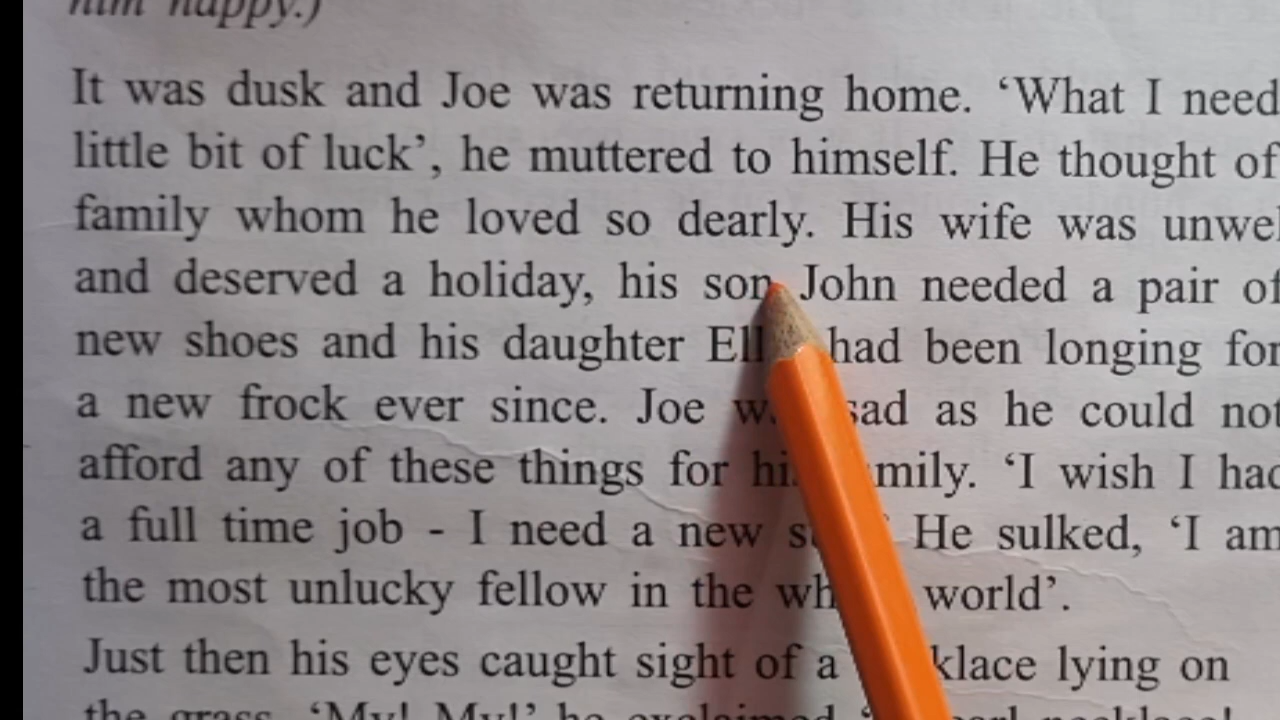 him happy.)
It was dusk and Joe was returning home. ‘What I need
little bit of luck’, he muttered to himself. He thought of
family whom he loved so dearly. His wife was unwel
and deserved a holiday, his son John needed a pair of
new shoes and his daughter Ell had been longing for
a new frock ever since. Joe w sad as he could not
afford any of these things for hi mily. ‘I wish I had
a full time job - I need a new s He sulked, ‘I am
the most unlucky fellow in the wh world’.
Just then his eyes caught sight of a klace lying on
the grass. ‘My! My!’ he exclaimed